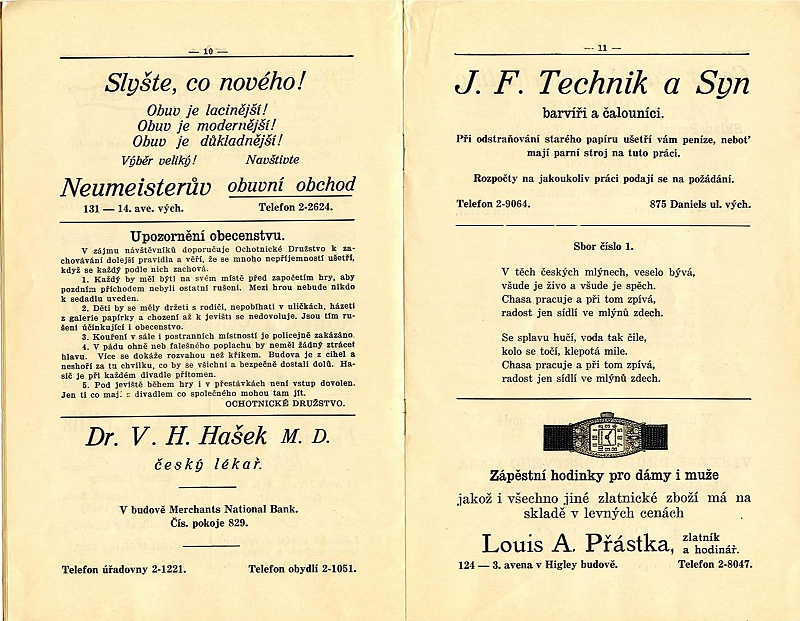 — 10 —
Slyšte, co nového!
Obuv je lacinější!
Obuv je modernější!
Obuv je důkladnější!
Výběr veliký! Navštivte
Neumeisterův obuvní obchod
131 — 14. ave. vých. Telefon 2-2624.
Upozornění obecenstvu.
V zájmu návštěvníků doporučuje Ochotnické Družstvo k za-
chovávání dolejší pravidla a věří, že se mnoho nepříjemností ušetří,
když se každý podle nich zachová.
1. Každý by měl býti na svém místě před započetím hry, aby
pozdním příchodem nebyli ostatní rušeni. Mezi hrou nebude nikdo
k sedadlu uveden.
2. Děti by se měly držeti s rodiči, nepobíhati v uličkách, házeti
z galerie papírky a chození až k jevišti se nedovoluje. Jsou tím ru-
šeni účinkující i obecenstvo.
3. Kouření v sále i postranních místností je policejně zakázáno.
4. V pádu ohně neb falešného poplachu by neměl žádný ztrácet
hlavu. Více se dokáže rozvahou než křikem. Budova je z cihel a
neshoří za tu chvilku, co by se všichni a bezpečně dostali dolů. Ha-
sič je při každém divadle přítomen.
5. Pod jeviště během hry i v přestávkách není vstup dovolen.
Jen ti co mají s divadlem co společného mohou tam jít.
OCHOTNICKÉ DRUŽSTVO.
Dr. V. H. Hašek M. D.
český lékař.
V budově Merchants National Bank.
Čís. pokoje 829.
Telefon úřadovny 2-1221. Telefon obydlí 2-1051.
— 11 —
J. F. Technik a Syn
barvíři a čalouníci.
Při odstraňování starého papíru ušetří vám peníze, neboť
mají parní stroj na tuto práci.
Rozpočty na jakoukoliv práci podají se na požádání.
Telefon 2-9064. 875 Daniels ul. vých.
Sbor číslo 1.
V těch českých mlýnech, veselo bývá,
všude je živo a všude je spěch.
Chasa pracuje a při tom zpívá,
radost jen sídlí ve mlýnů zdech.
Se splavu hučí, voda tak čile,
kolo se točí, klepotá mile.
Chasa pracuje a při tom zpívá,
radost jen sídlí ve mlýnů zdech.
Zápěstní hodinky pro dámy i muže
jakož i všechno jiné zlatnické zboží má na
skladě v levných cenách
Louis A. Přástka, zlatník
a hodinář.
124 — 3. avena v Higley budově. Telefon 2-8047.